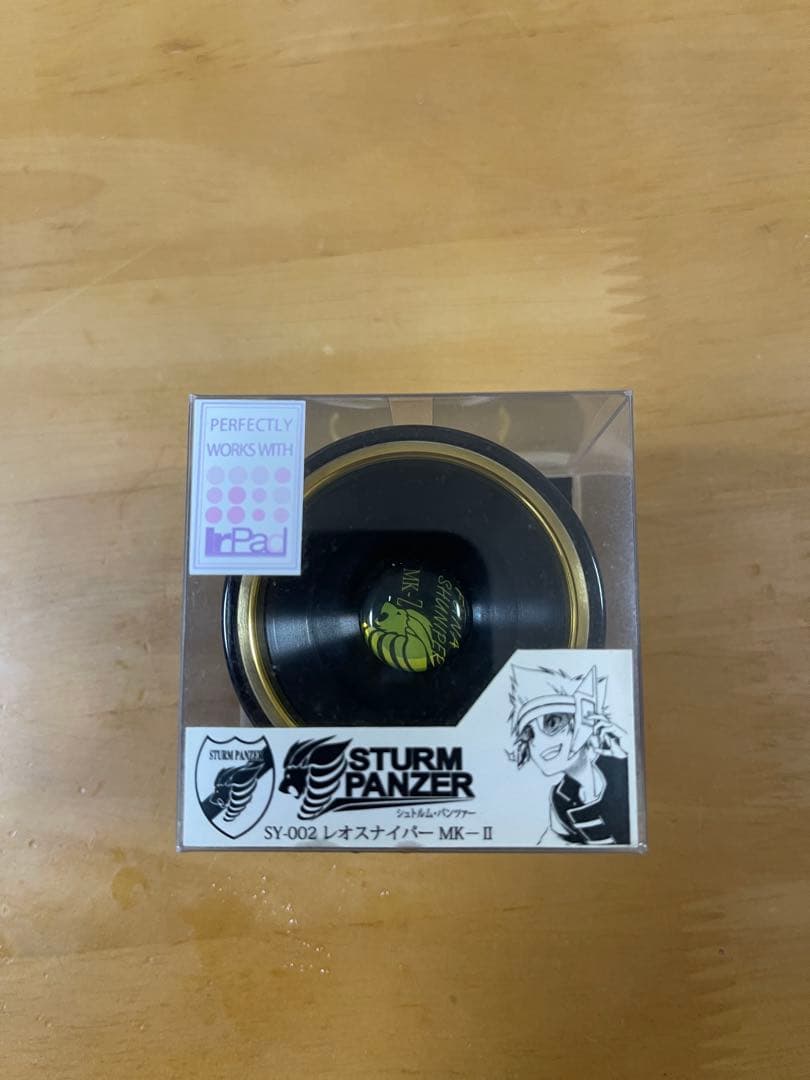 PERFECTLY
WORKS WITH
IrPad
SHUNIPER
MK-
STURM PANZER
STURM
PANZER
シュトルム・パンツァー
SY-002 レオスナイパー MK－II